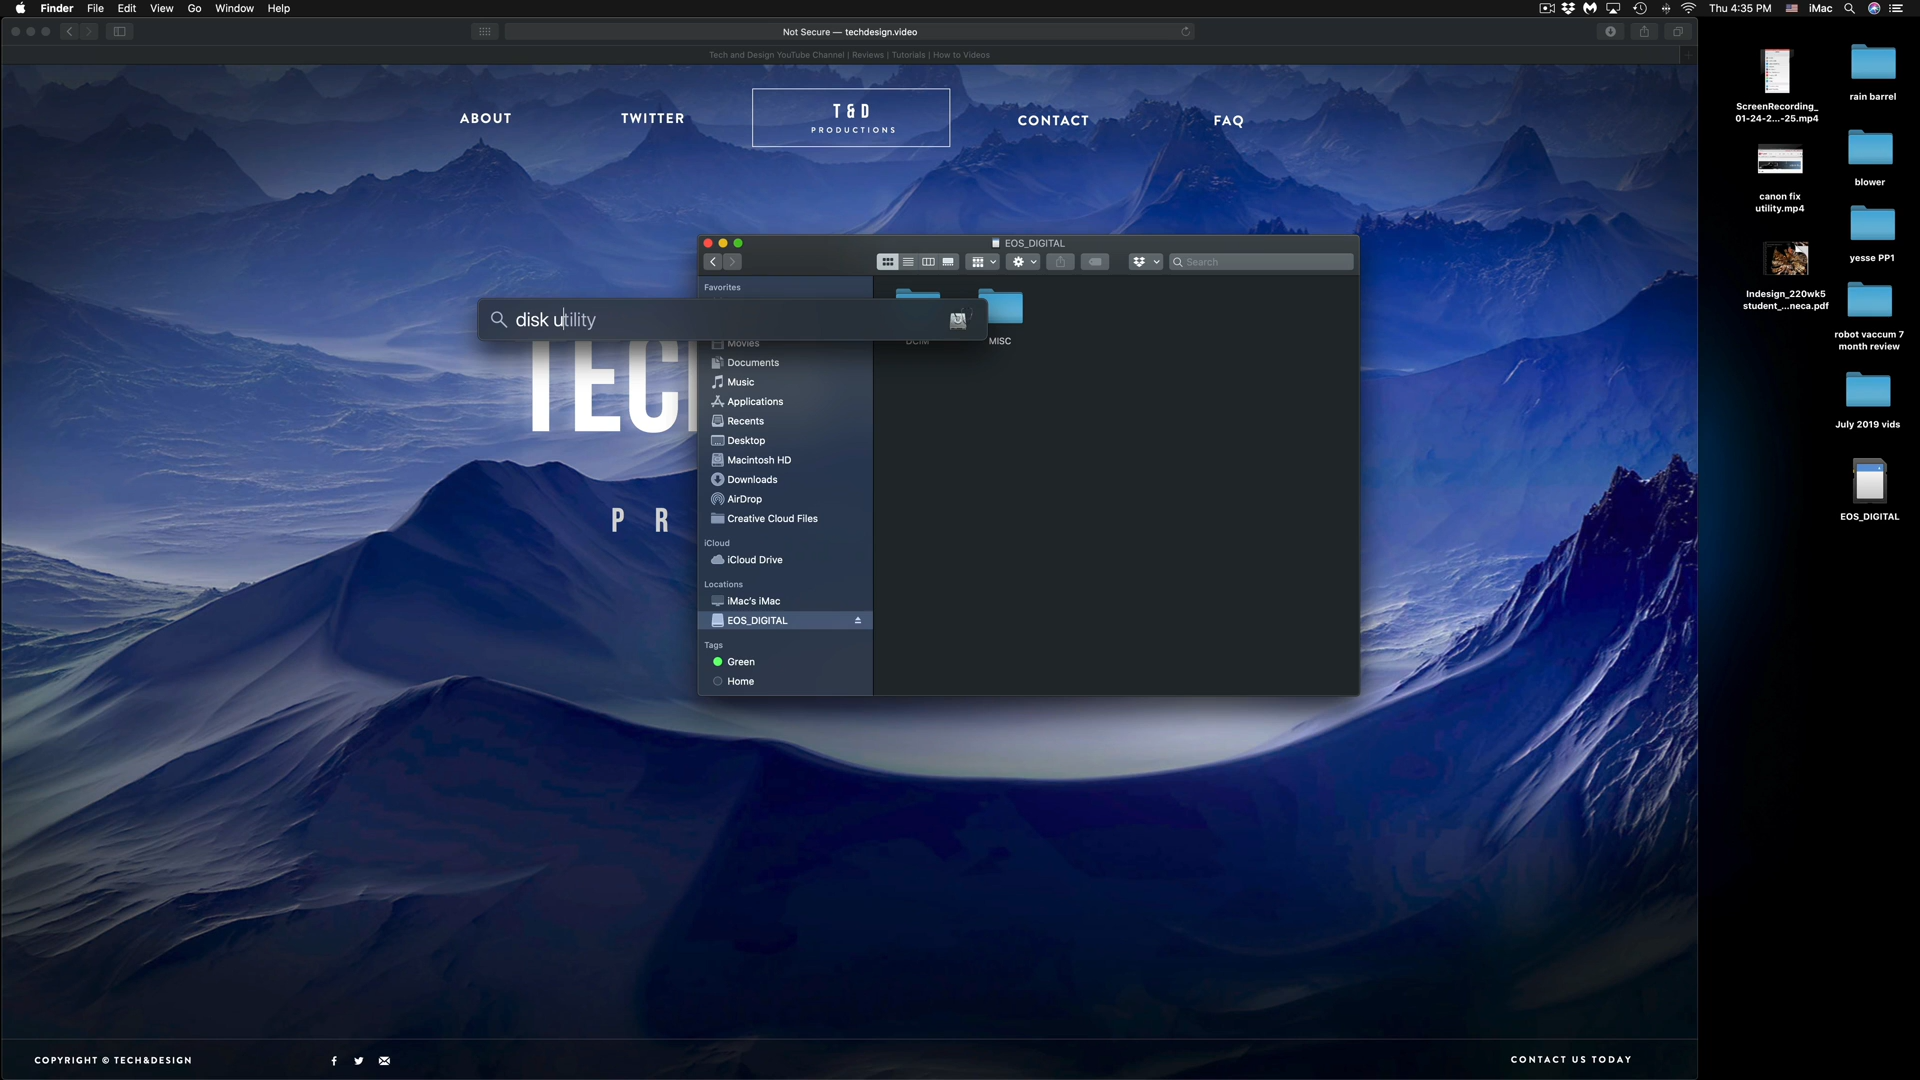 Finder File Edit View Go Window Help
Thu 4:35 PM iMac
Not Secure — techdesign.video
Tech and Design YouTube Channel | Reviews | Tutorials | How to Videos
ABOUT
TWITTER
T & D
PRODUCTIONS
CONTACT
FAQ
TEC
P R
EOS_DIGITAL
Search
disk utility
Favorites
Movies
Documents
Music
Applications
Recents
Desktop
Macintosh HD
Downloads
AirDrop
Creative Cloud Files
iCloud
iCloud Drive
Locations
iMac's iMac
EOS_DIGITAL
Tags
Green
Home
DCIM
MISC
ScreenRecording_
01-24-2...-25.mp4
rain barrel
canon fix
utility.mp4
blower
yesse PP1
Indesign_220wk5
student_...neca.pdf
robot vaccum 7
month review
July 2019 vids
EOS_DIGITAL
COPYRIGHT © TECH&DESIGN
CONTACT US TODAY